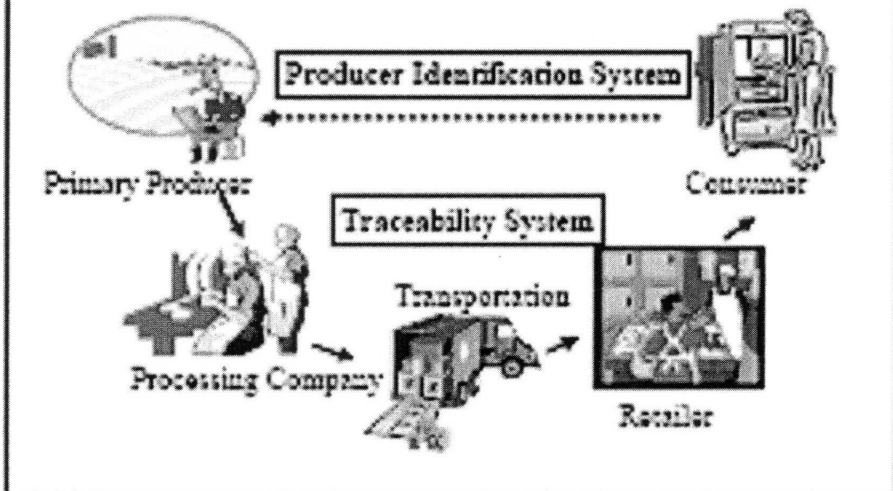 Producer Identification System
Primary Producer
Consumer
Traceability System
Transportation
Processing Company
Retailer